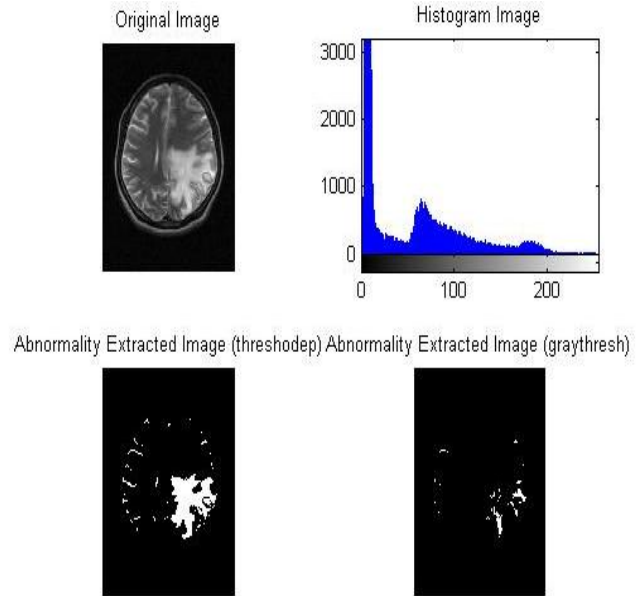 Original Image
Histogram Image
3000
2000
1000
0
0
100
200
Abnormality Extracted Image (threshodep)
Abnormality Extracted Image (graythresh)